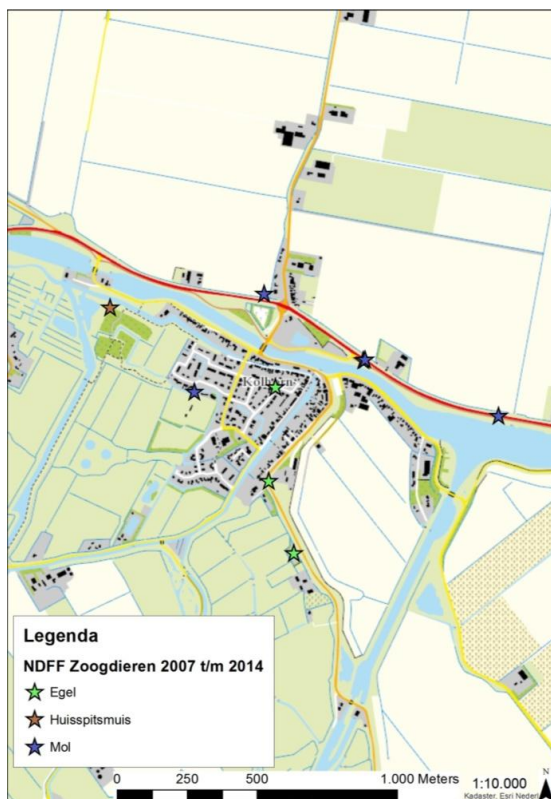 Kolhorn
Legenda
NDFF Zoogdieren 2007 t/m 2014
Egel
Huisspitsmuis
Mol
0 250 500 1.000 Meters
N
1:10.000
Kadaster, Esri Nederl